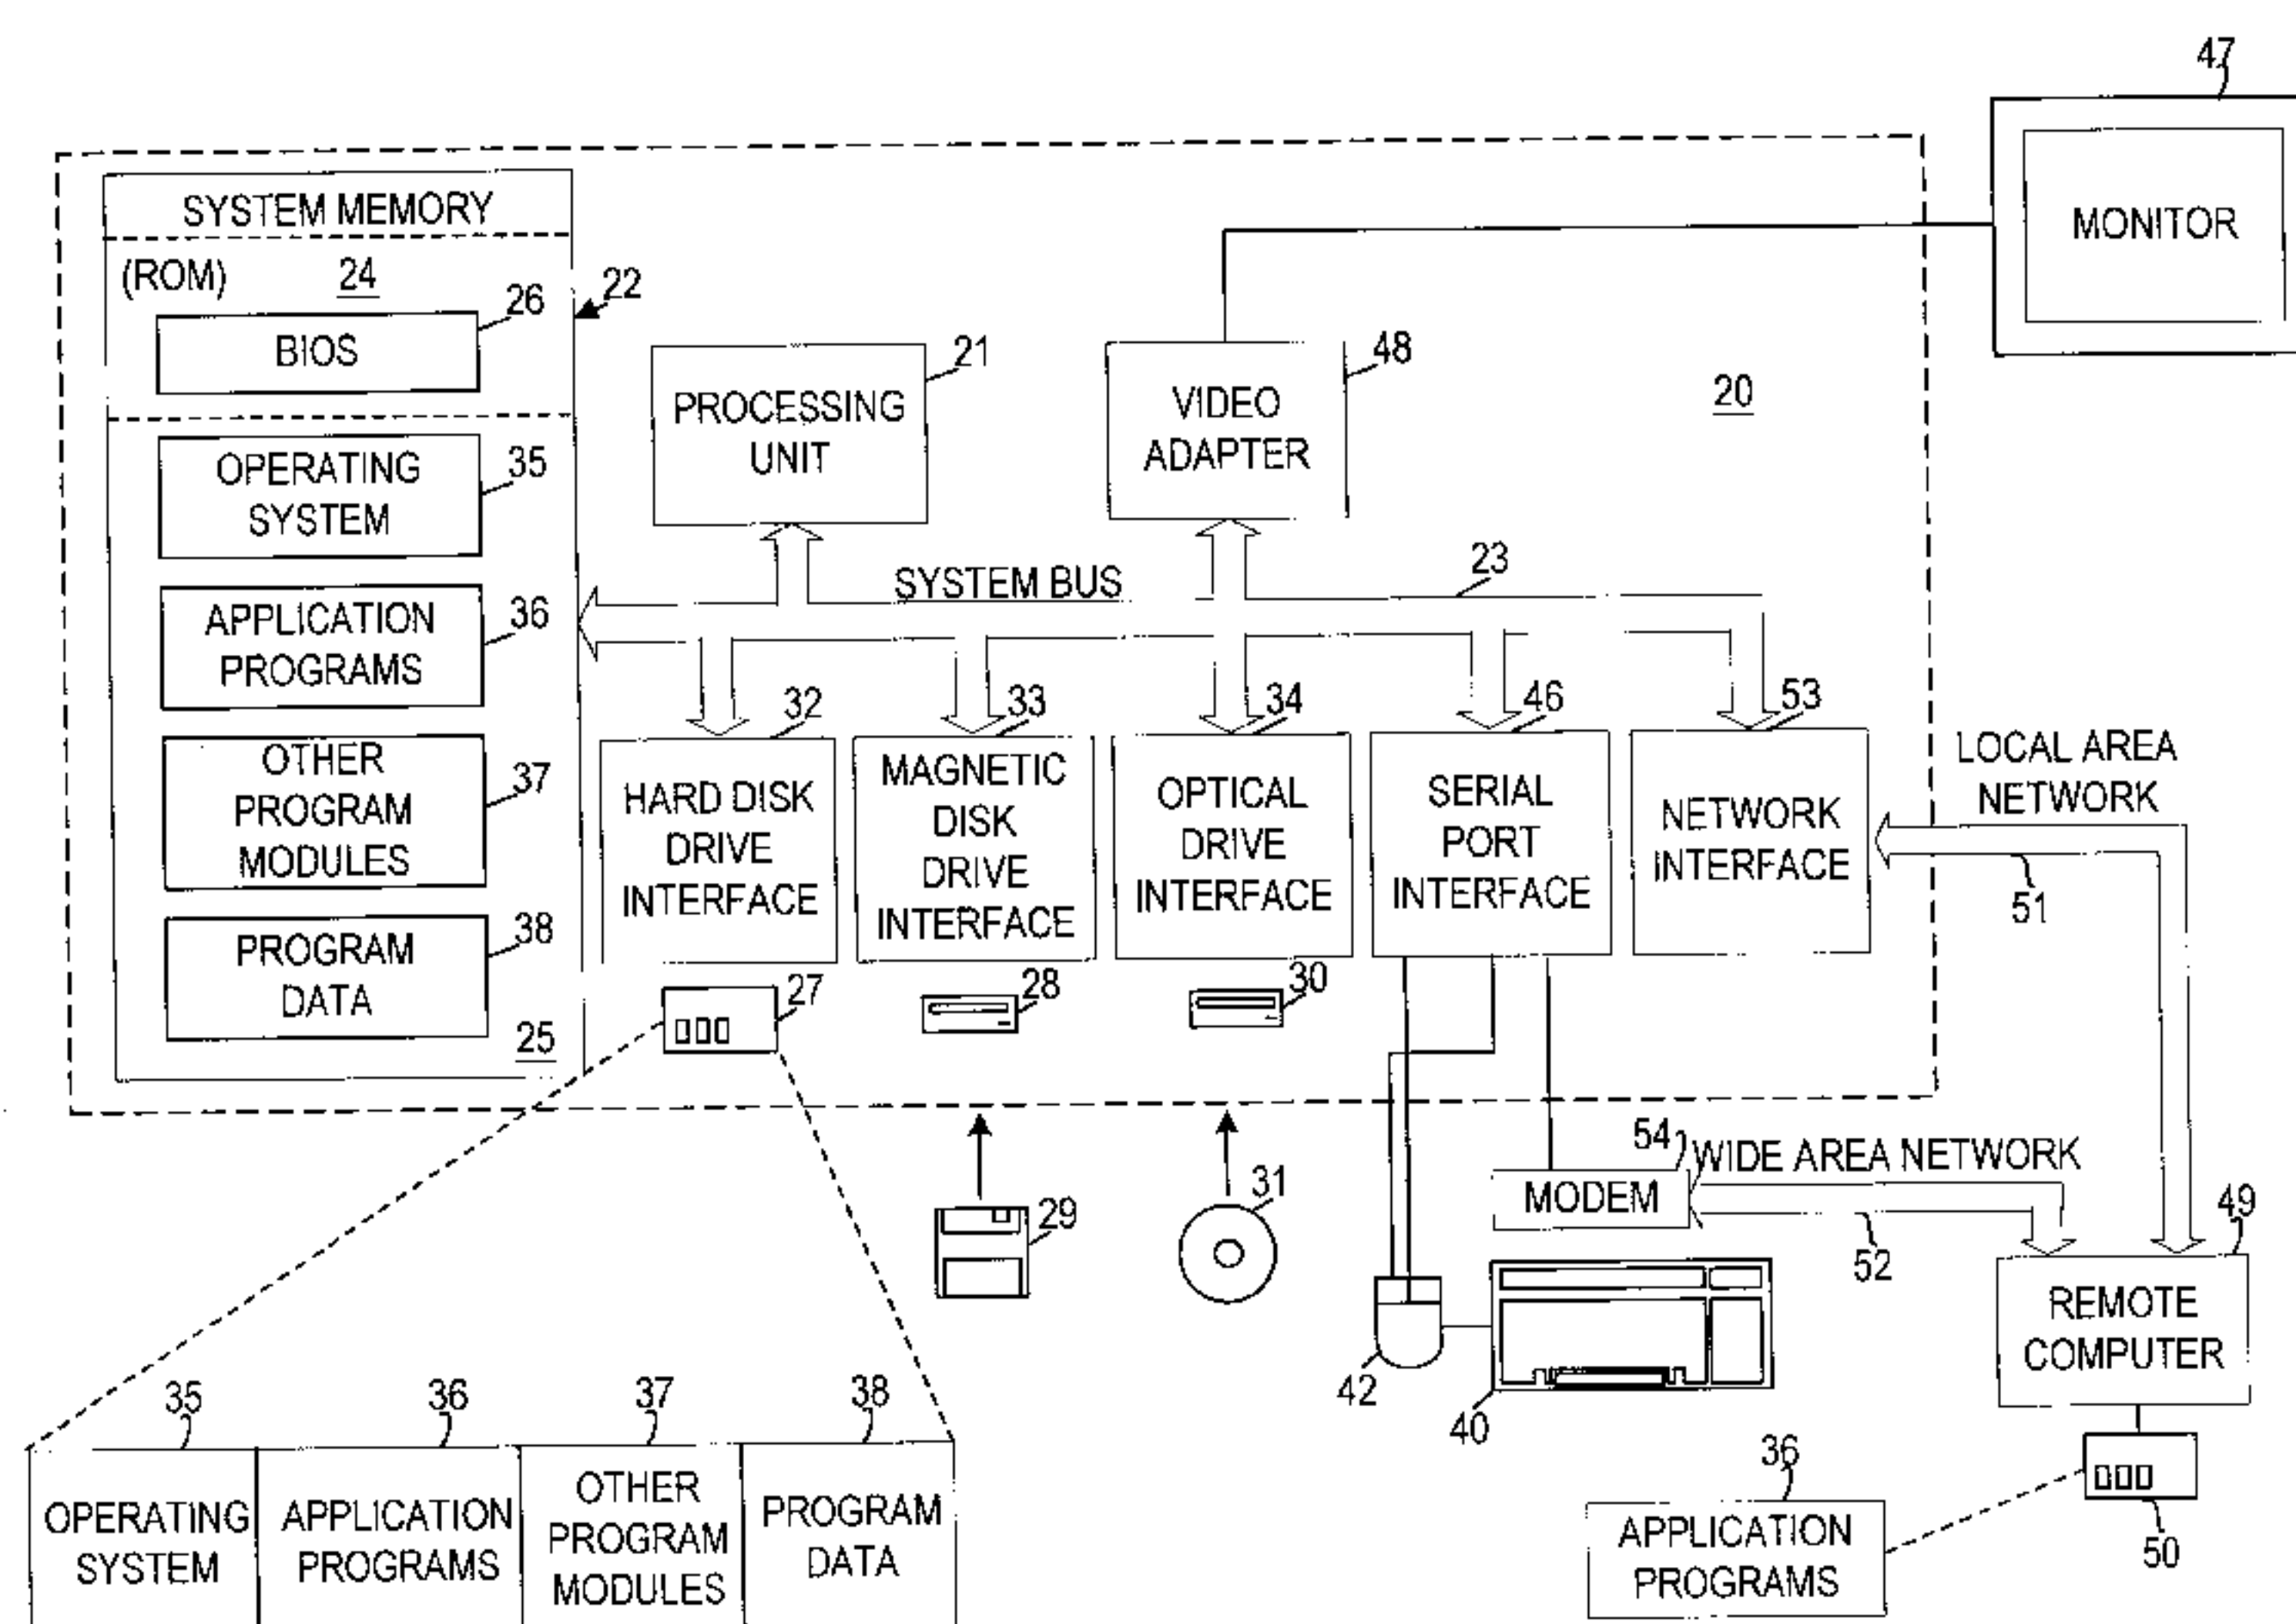 47
MONITOR
SYSTEM MEMORY
(ROM) 24
22
26
BIOS
OPERATING
SYSTEM
35
APPLICATION
PROGRAMS
36
OTHER
PROGRAM
MODULES
37
PROGRAM
DATA
38
25
PROCESSING
UNIT
21
VIDEO
ADAPTER
48
20
SYSTEM BUS
23
32
HARD DISK
DRIVE
INTERFACE
33
MAGNETIC
DISK
DRIVE
INTERFACE
34
OPTICAL
DRIVE
INTERFACE
46
SERIAL
PORT
INTERFACE
53
NETWORK
INTERFACE
LOCAL AREA
NETWORK
51
27
28
30
29
31
54
WIDE AREA NETWORK
MODEM
52
49
REMOTE
COMPUTER
42
40
50
36
APPLICATION
PROGRAMS
35
OPERATING
SYSTEM
36
APPLICATION
PROGRAMS
37
OTHER
PROGRAM
MODULES
38
PROGRAM
DATA